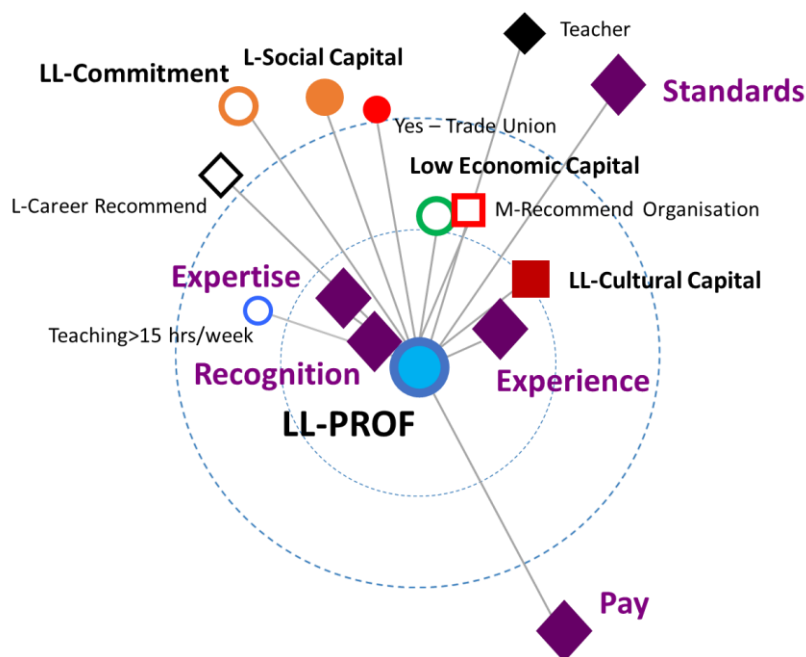 Teacher
L-Social Capital
LL-Commitment
Standards
Yes – Trade Union
Low Economic Capital
L-Career Recommend
M-Recommend Organisation
Expertise
LL-Cultural Capital
Teaching>15 hrs/week
Recognition
Experience
LL-PROF
Pay